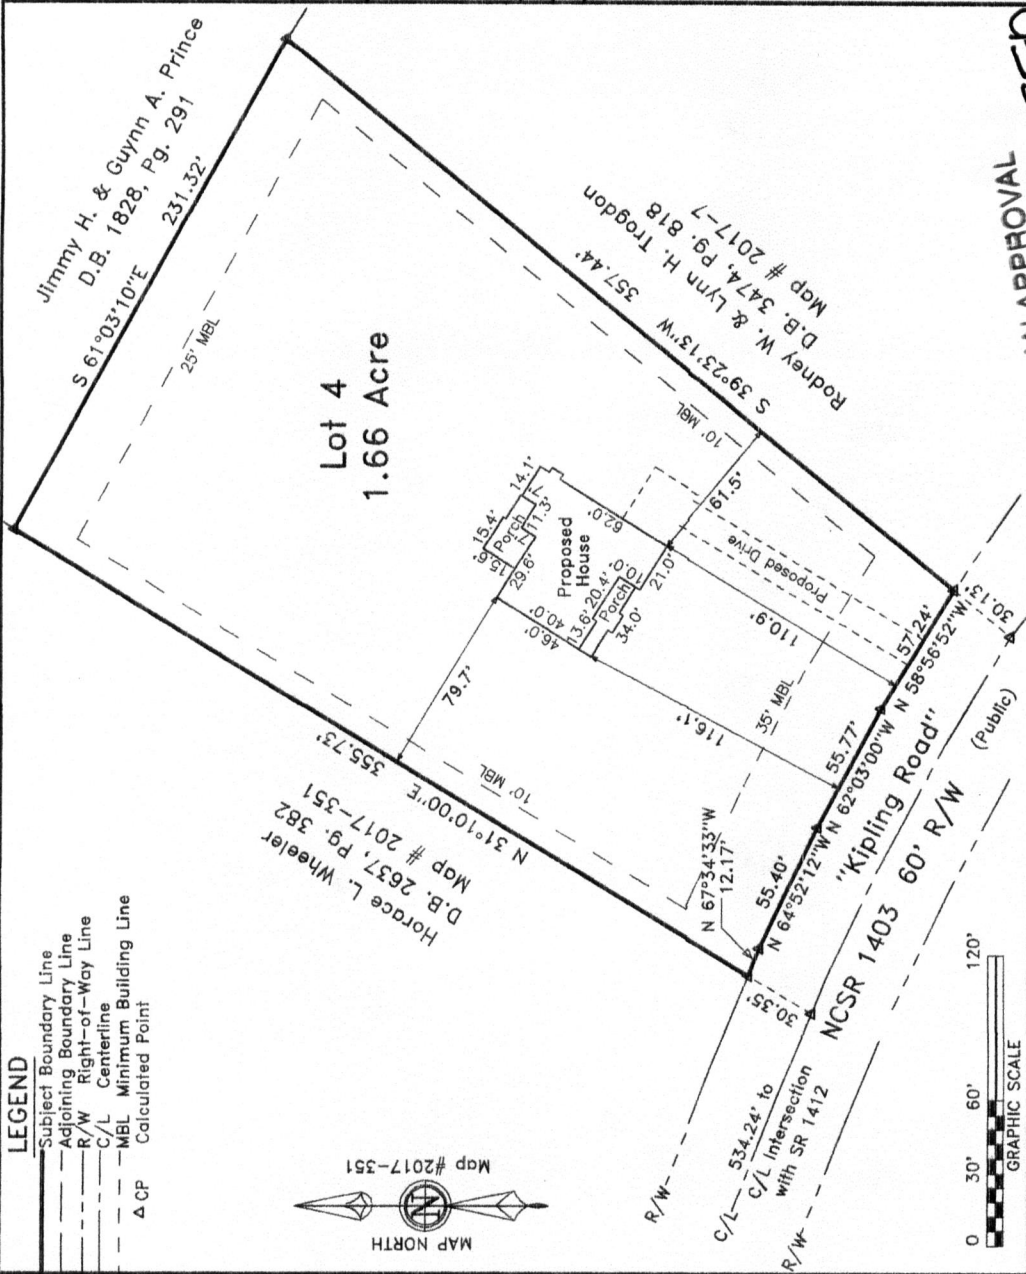 LEGEND
Subject Boundary Line
Adjoining Boundary Line
R/W Right-of-Way Line
C/L Centerline
MBL Minimum Building Line
△ CP Calculated Point
Jimmy H. & Guynn A. Prince
D.B. 1828, Pg. 291
231.32'
S 61°03'10"E
25' MBL
Lot 4
1.66 Acre
357.44'
S 39°23'13"W
Rodney W. & Lynn H. Trogdon
D.B. 3474, Pg. 818
Map # 2017-7
10' MBL
61.5'
14.1'
7'
15.4'
Porch
7'
11.3'
15.6'
29.6'
62.0'
Proposed
House
40.0'
46.0'
13.6'
20.4'
10.0'
Porch
34.0'
21.0'
Proposed Drive
79.7'
110.9'
116.1'
35' MBL
10' MBL
355.73'
N 31°10'00"E
Horace L. Wheeler
D.B. 2637, Pg. 382
Map # 2017-351
N 67°34'33"W
12.17'
55.40'
N 64°52'12"W
55.77'
N 62°03'00"W
57.24'
N 58°56'52"W
30.13'
30.35'
"Kipling Road"
NCSR 1403 60' R/W
(Public)
Map #2017-351
N
MAP NORTH
R/W
C/L
534.24' to
C/L Intersection
with SR 1412
R/W
0 30' 60' 120'
GRAPHIC SCALE
APPROVAL